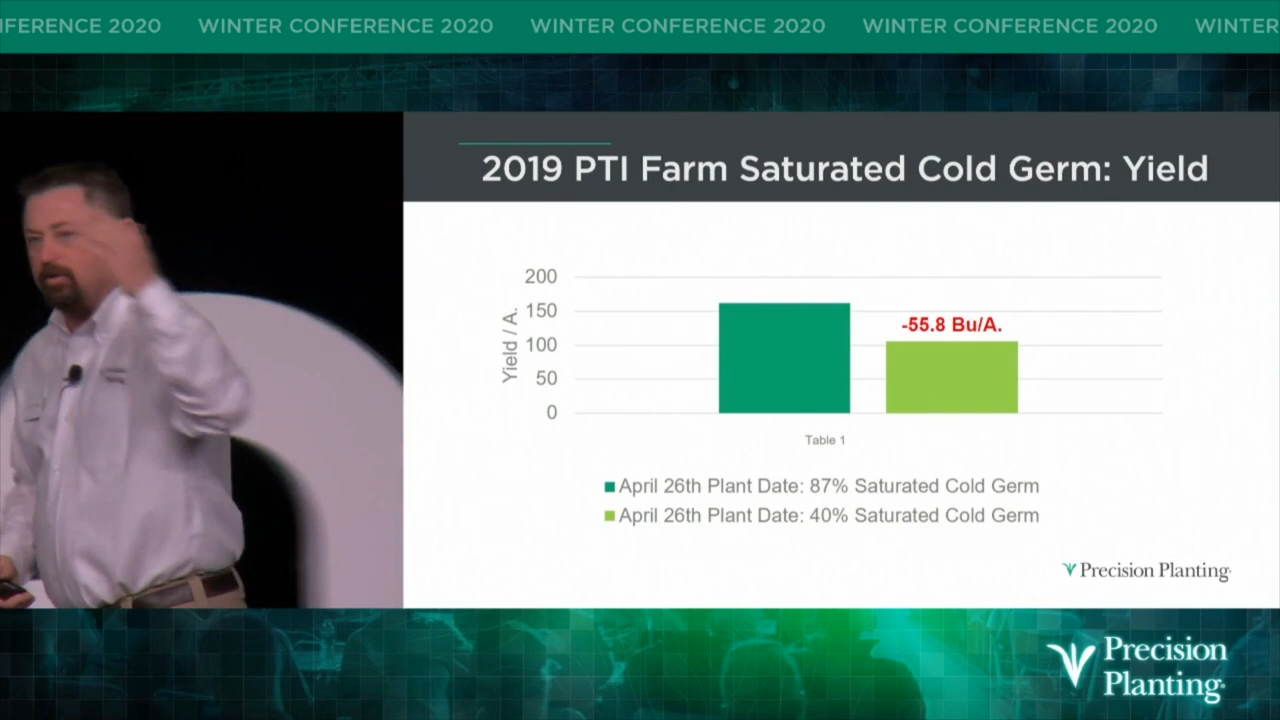 FERENCE 2020 WINTER CONFERENCE 2020 WINTER CONFERENCE 2020 WINTER CONFERENCE 2020 WINTER
2019 PTI Farm Saturated Cold Germ: Yield
Yield / A.
200
150
100
50
0
-55.8 Bu/A.
Table 1
April 26th Plant Date: 87% Saturated Cold Germ
April 26th Plant Date: 40% Saturated Cold Germ
Precision Planting
Precision
Planting